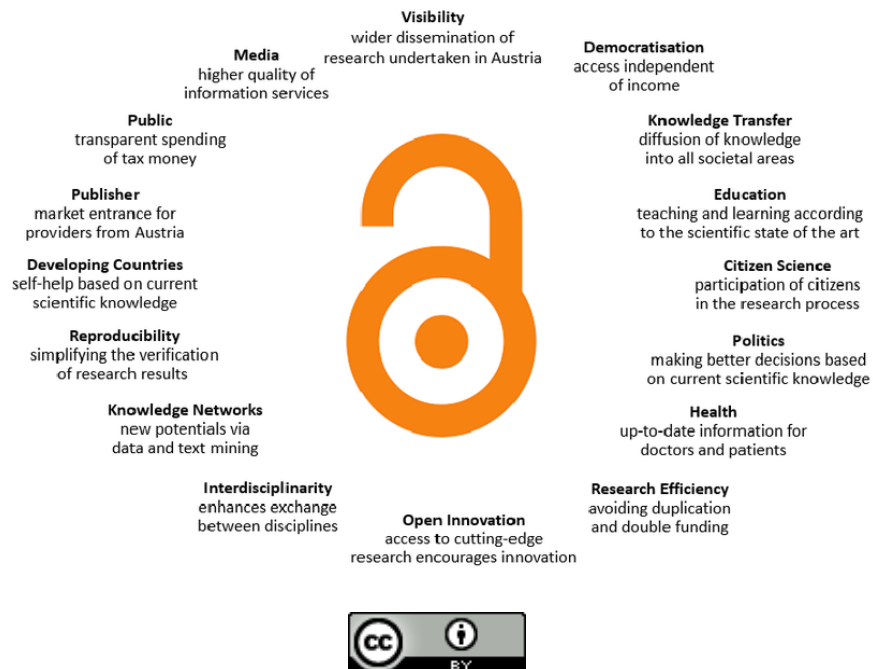 Visibility
wider dissemination of
research undertaken in Austria
Democratisation
access independent
of income
Knowledge Transfer
diffusion of knowledge
into all societal areas
Education
teaching and learning according
to the scientific state of the art
Citizen Science
participation of citizens
in the research process
Politics
making better decisions based
on current scientific knowledge
Health
up-to-date information for
doctors and patients
Research Efficiency
avoiding duplication
and double funding
Open Innovation
access to cutting-edge
research encourages innovation
Interdisciplinarity
enhances exchange
between disciplines
Knowledge Networks
new potentials via
data and text mining
Reproducibility
simplifying the verification
of research results
Developing Countries
self-help based on current
scientific knowledge
Publisher
market entrance for
providers from Austria
Public
transparent spending
of tax money
Media
higher quality of
information services
cc
BY